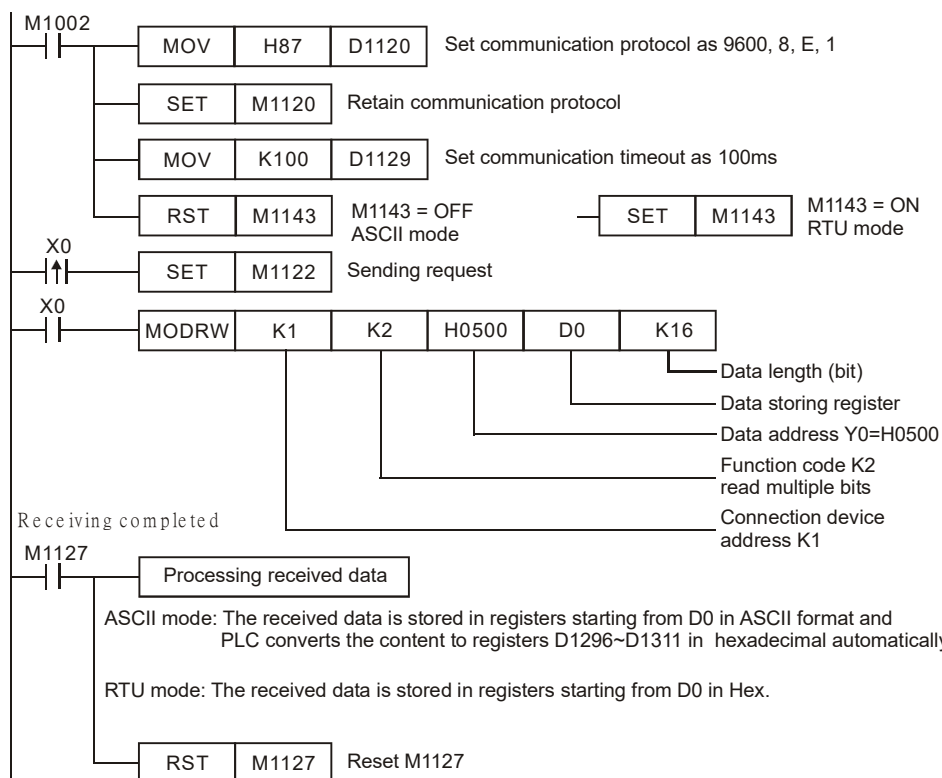 M1002
MOV H87 D1120 Set communication protocol as 9600, 8, E, 1
SET M1120 Retain communication protocol
MOV K100 D1129 Set communication timeout as 100ms
RST M1143 M1143 = OFF
ASCII mode
SET M1143 M1143 = ON
RTU mode
X0
SET M1122 Sending request
X0
MODRW K1 K2 H0500 D0 K16
Data length (bit)
Data storing register
Data address Y0=H0500
Function code K2
read multiple bits
Connection device
address K1
Receiving completed
M1127
Processing received data
ASCII mode: The received data is stored in registers starting from D0 in ASCII format and
PLC converts the content to registers D1296~D1311 in hexadecimal automatically
RTU mode: The received data is stored in registers starting from D0 in Hex.
RST M1127 Reset M1127